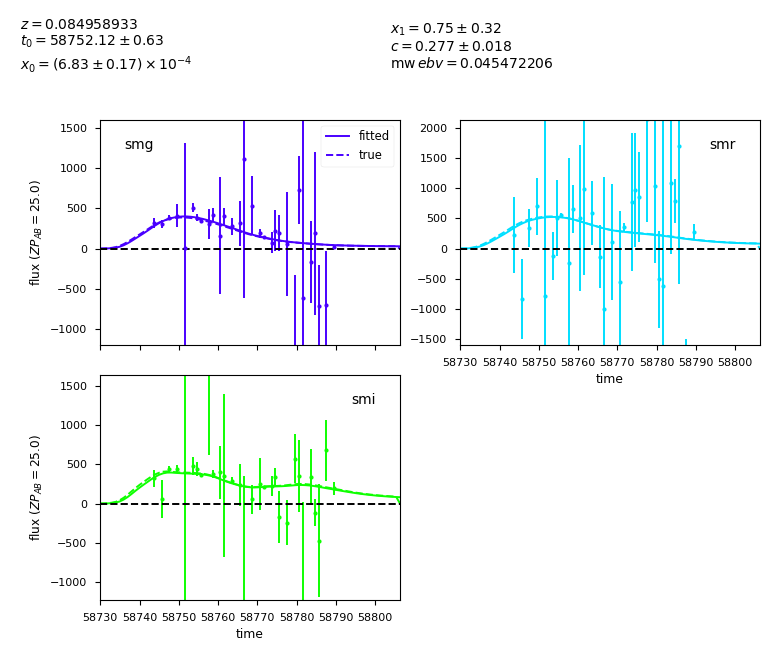 z = 0.084958933
t₀ = 58752.12 ± 0.63
x₀ = (6.83 ± 0.17) × 10⁻⁴
x₁ = 0.75 ± 0.32
c = 0.277 ± 0.018
mw ebv = 0.045472206
smg
fitted
true
1500
1000
500
0
−500
−1000
flux (ZP_AB = 25.0)
smr
2000
1500
1000
500
0
−500
−1000
−1500
58730 58740 58750 58760 58770 58780 58790 58800
time
smi
1500
1000
500
0
−500
−1000
flux (ZP_AB = 25.0)
58730 58740 58750 58760 58770 58780 58790 58800
time